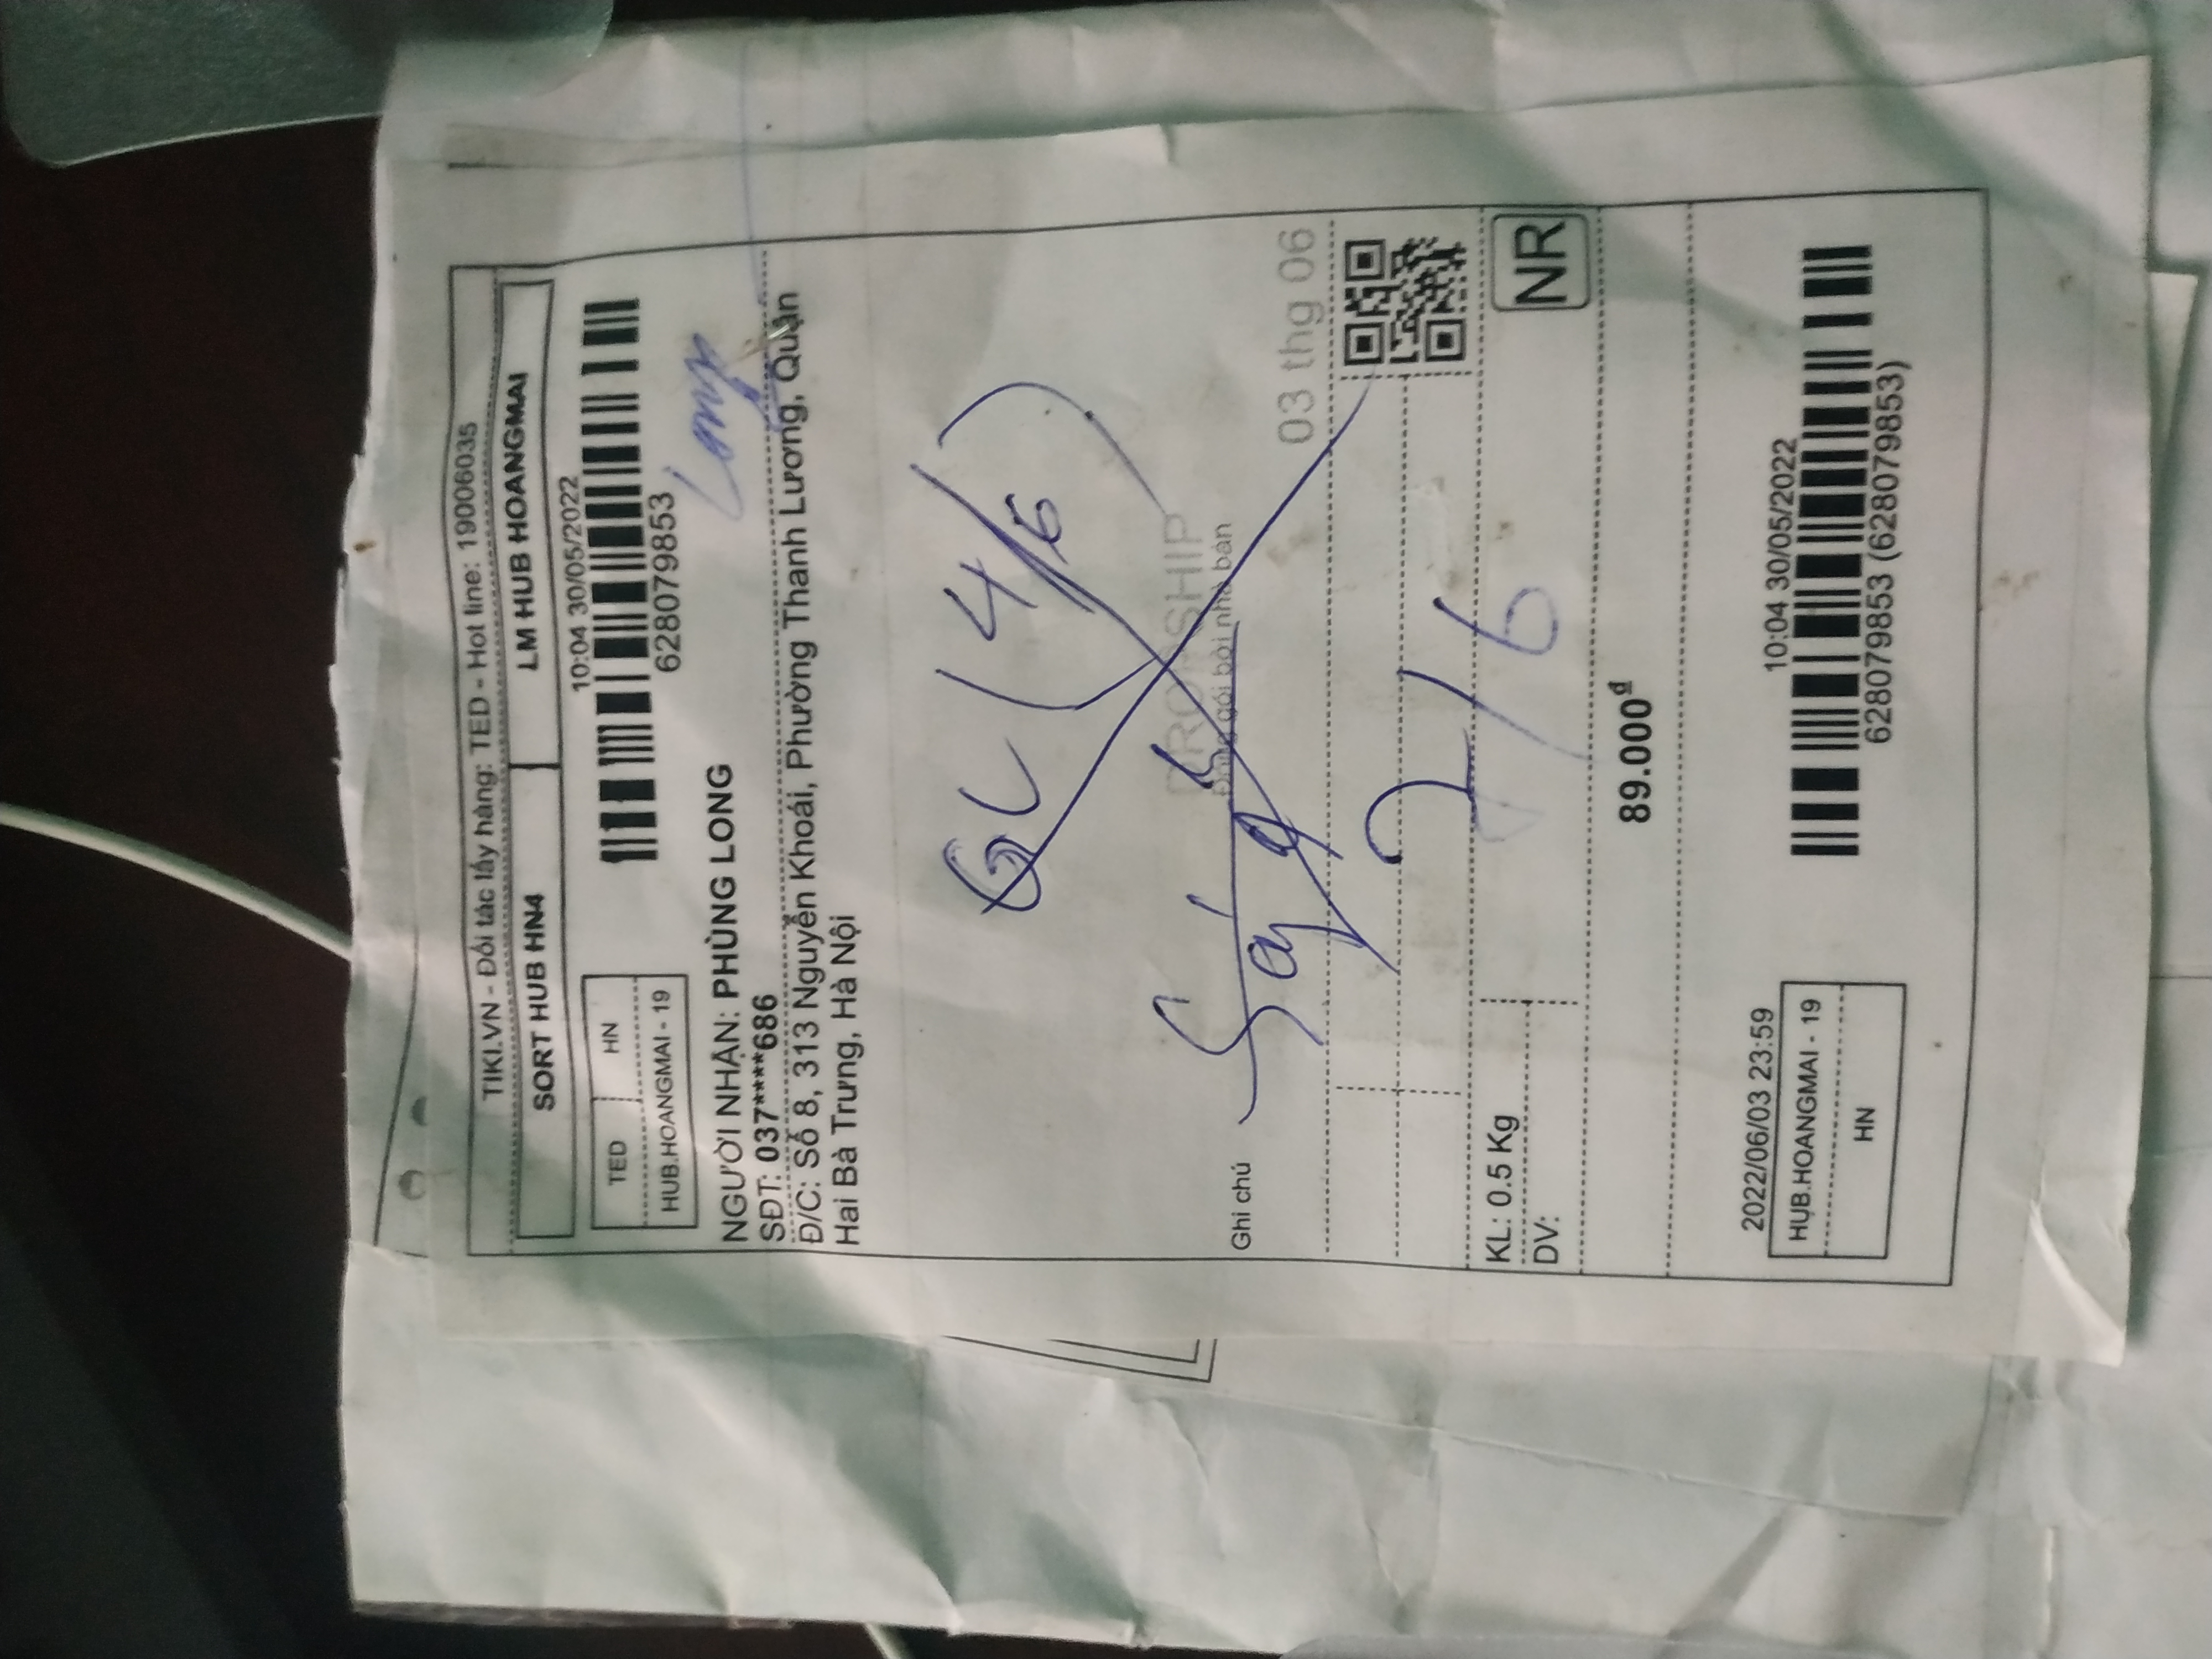 TIKI.VN - Đối tác lấy hàng: TED - Hot line: 19006035
SORT HUB HN4
LM HUB HOANGMAI
TED
HN
HUB.HOANGMAI - 19
10:04 30/05/2022
628079853
Long
NGƯỜI NHẬN: PHÙNG LONG
SĐT: 037****686
Đ/C: Số 8, 313 Nguyễn Khoái, Phường Thanh Lương, Quận
Hai Bà Trưng, Hà Nội
GL (4/6)
DROPSHIP
Đóng gói bởi nhà bán
Ghi chú
03 thg 06
7/6
KL: 0.5 Kg
DV:
NR
89.000đ
2022/06/03 23:59
HUB.HOANGMAI - 19
HN
10:04 30/05/2022
628079853 (628079853)